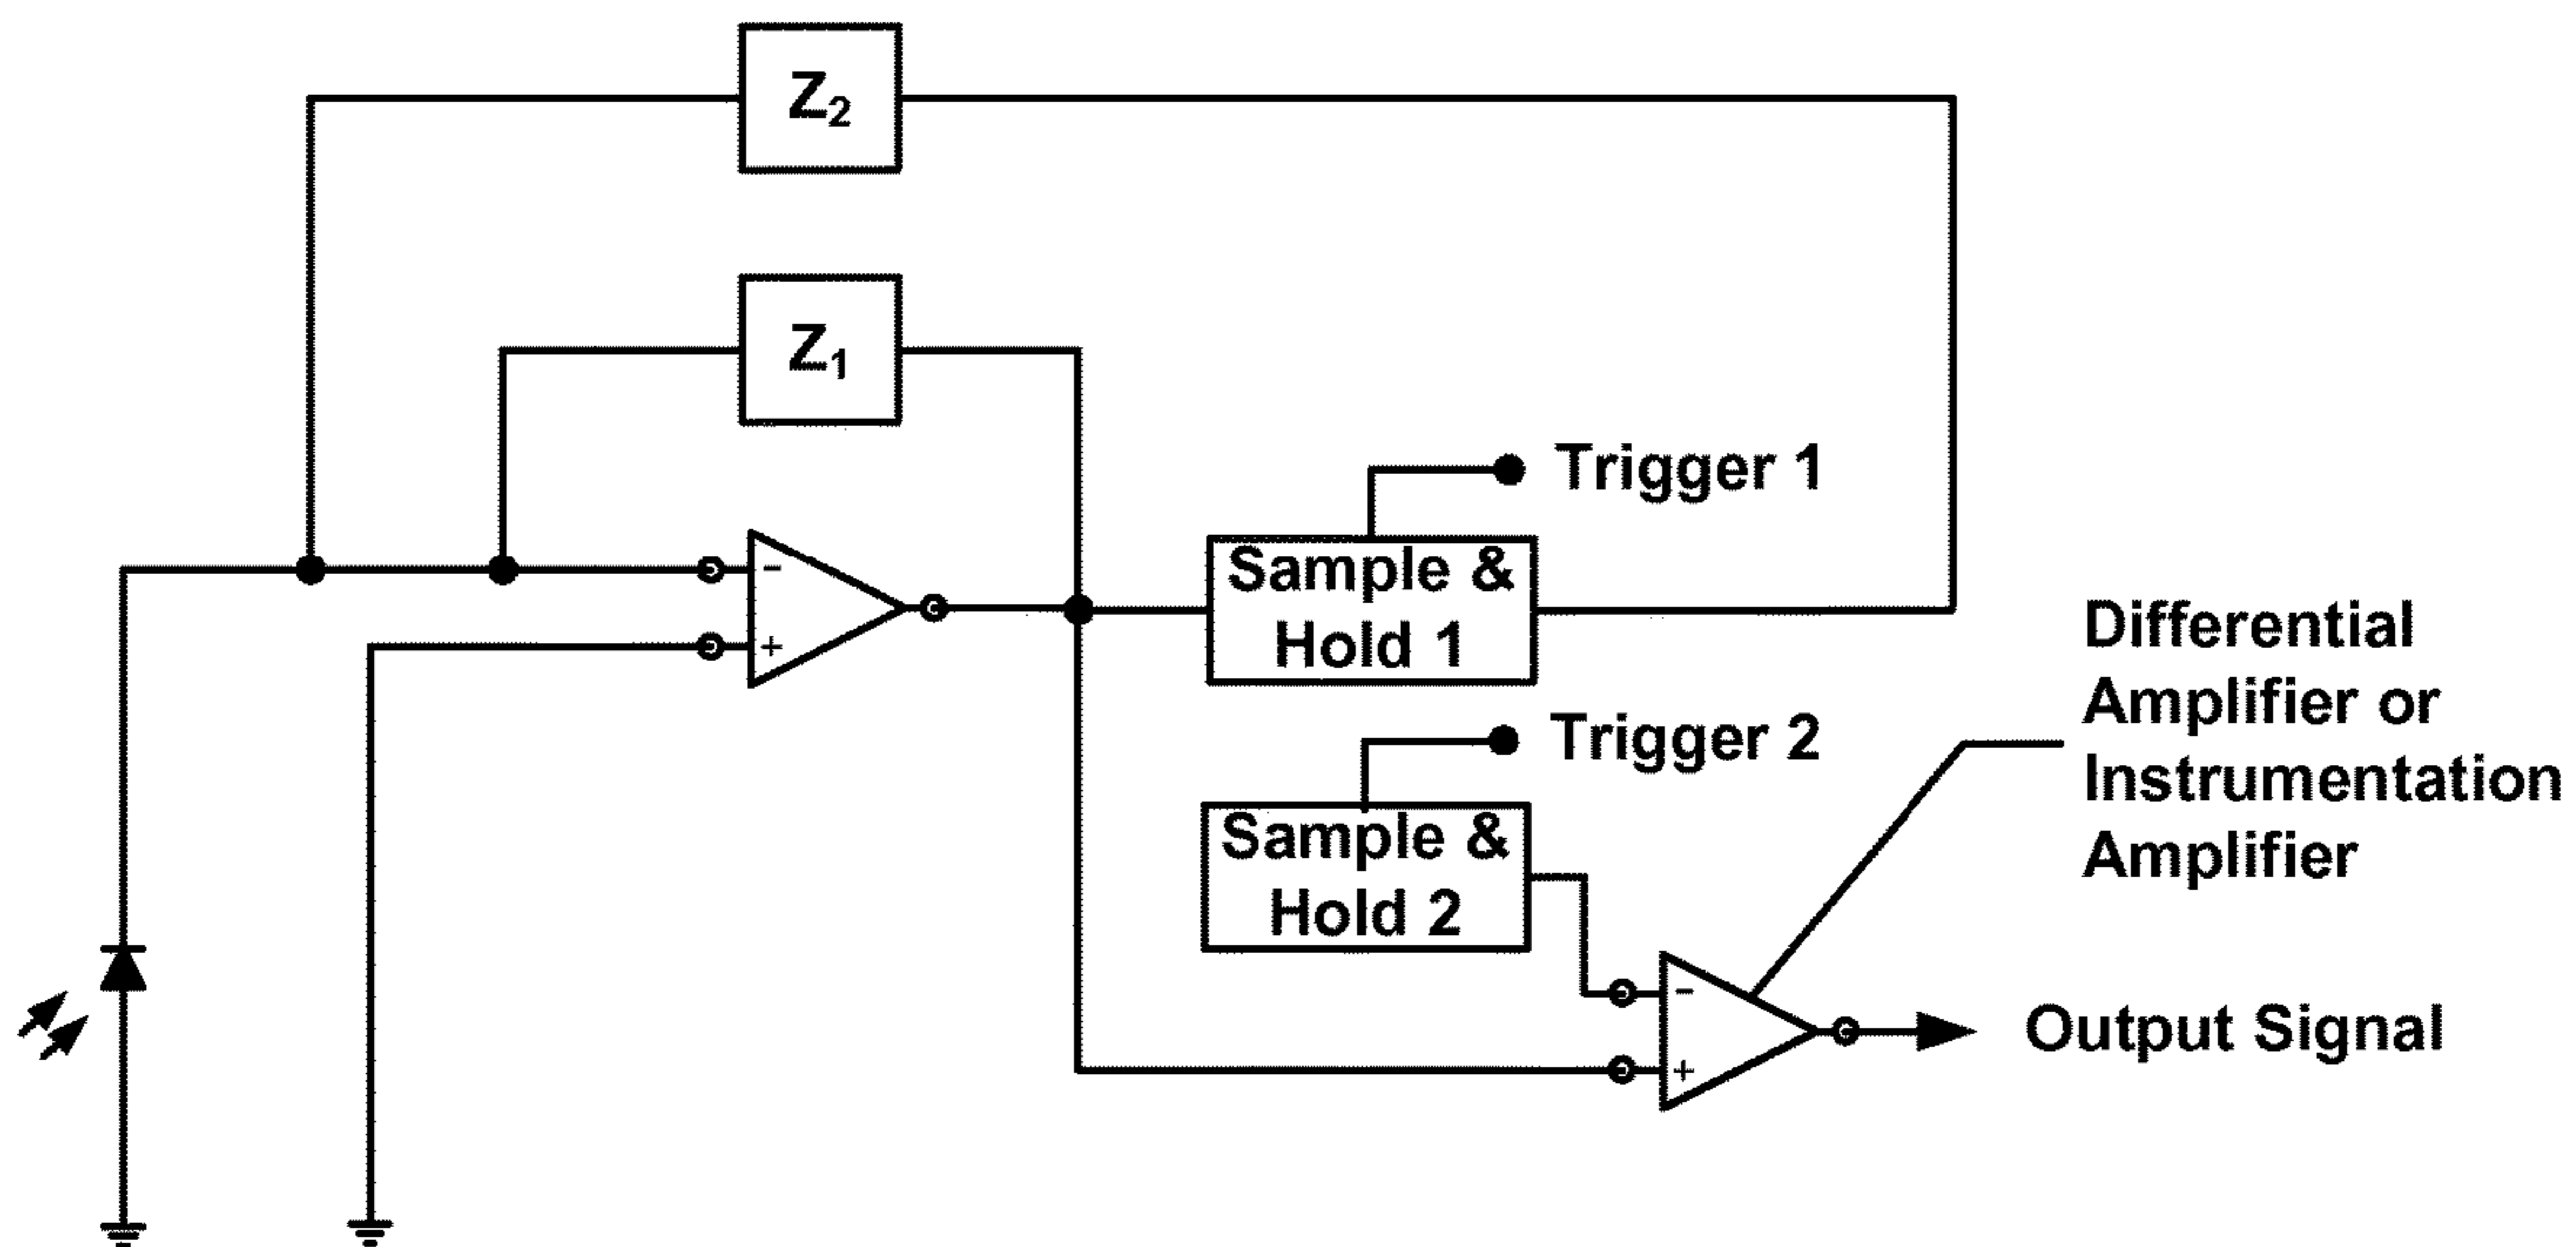 Z₂
Z₁
Trigger 1
Sample &
Hold 1
-
+
Trigger 2
Sample &
Hold 2
Differential
Amplifier or
Instrumentation
Amplifier
-
+
Output Signal